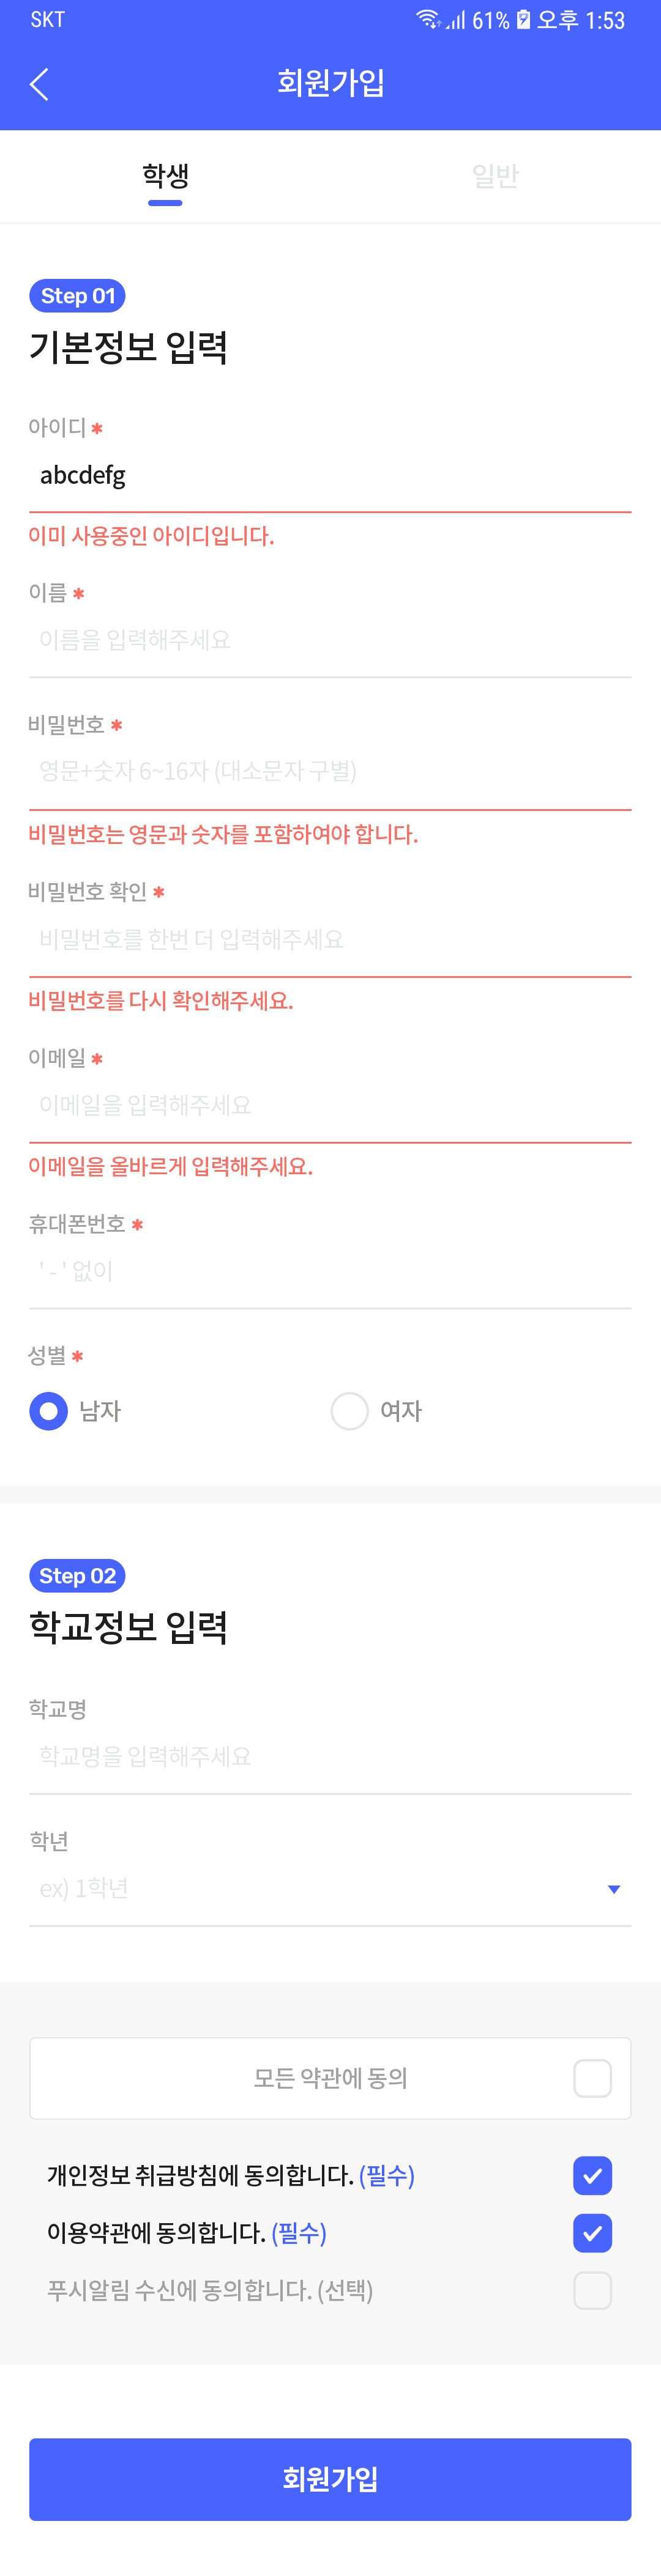 SKT 61% 오후 1:53
회원가입
학생 일반
Step 01
기본정보 입력
아이디 *
abcdefg
이미 사용중인 아이디입니다.
이름 *
이름을 입력해주세요
비밀번호 *
영문+숫자 6~16자 (대소문자 구별)
비밀번호는 영문과 숫자를 포함하여야 합니다.
비밀번호 확인 *
비밀번호를 한번 더 입력해주세요
비밀번호를 다시 확인해주세요.
이메일 *
이메일을 입력해주세요
이메일을 올바르게 입력해주세요.
휴대폰번호 *
' - ' 없이
성별 *
남자 여자
Step 02
학교정보 입력
학교명
학교명을 입력해주세요
학년
ex) 1학년
모든 약관에 동의
개인정보 취급방침에 동의합니다. (필수)
이용약관에 동의합니다. (필수)
푸시알림 수신에 동의합니다. (선택)
회원가입